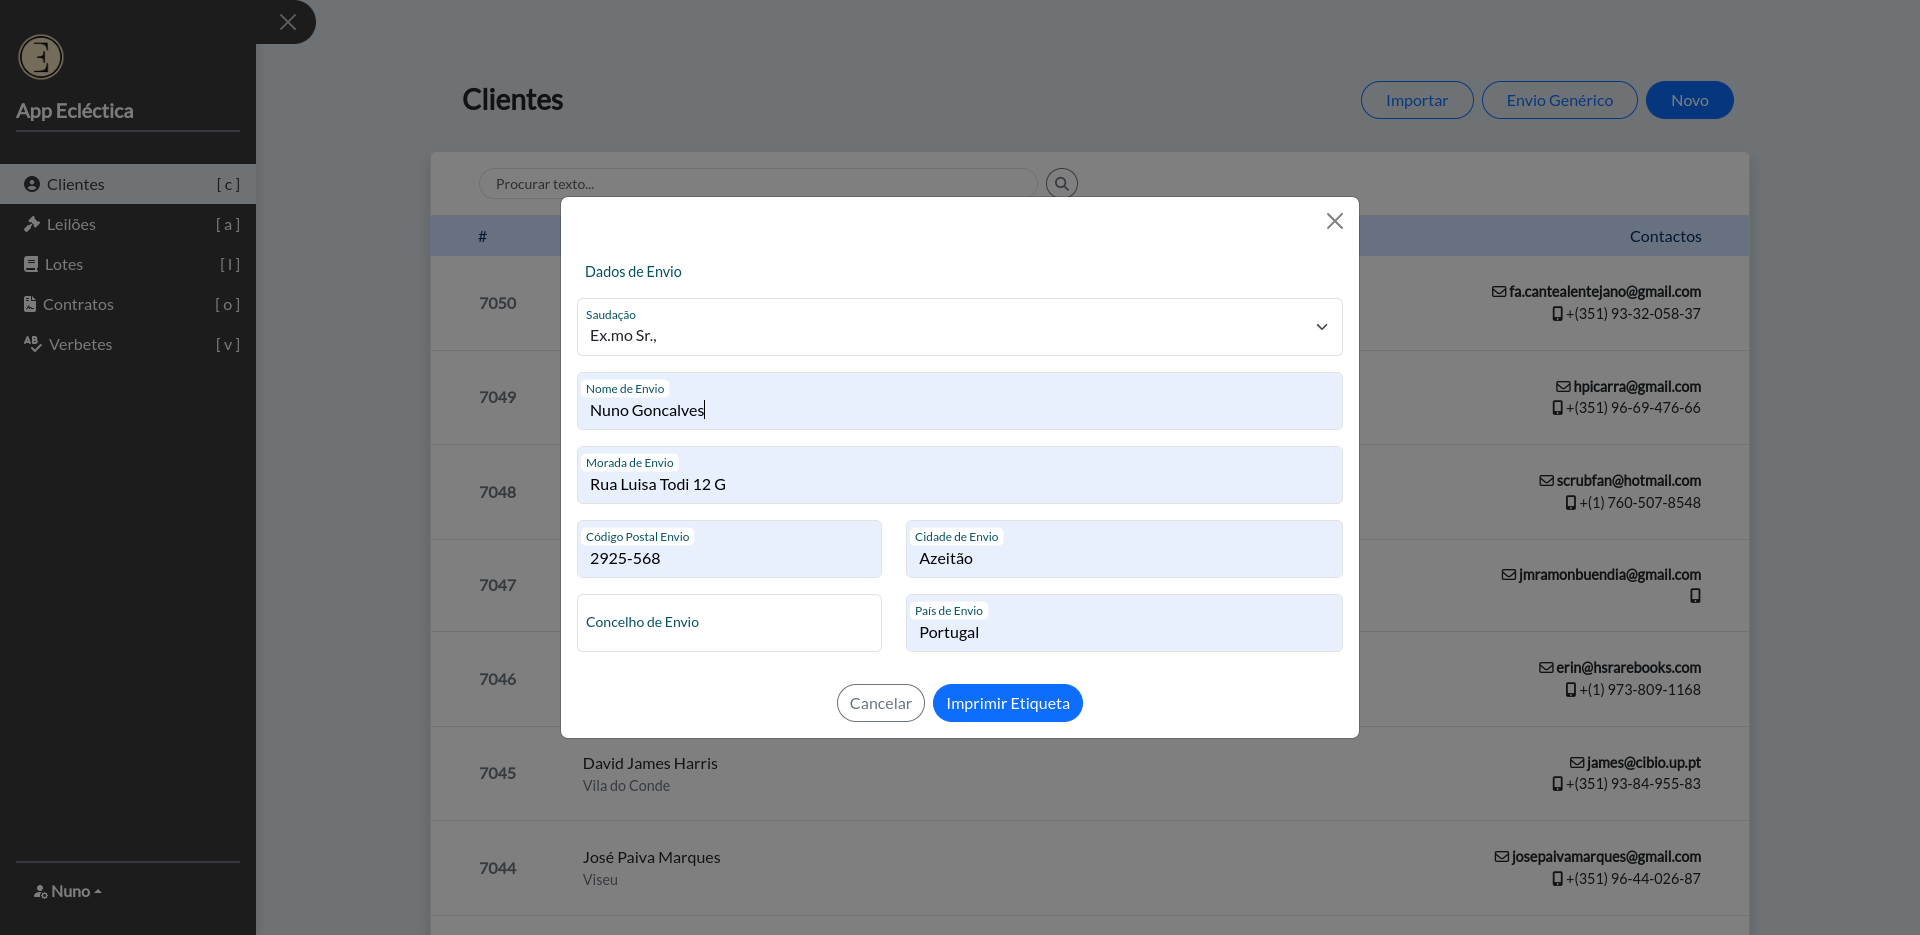 App Ecléctica
Clientes [ c ]
Leilões [ a ]
Lotes [ l ]
Contratos [ o ]
Verbetes [ v ]
Nuno
Clientes
Importar
Envio Genérico
Novo
Procurar texto...
# Contactos
7050 fa.cantealentejano@gmail.com
+(351) 93-32-058-37
7049 hpicarra@gmail.com
+(351) 96-69-476-66
7048 scrubfan@hotmail.com
+(1) 760-507-8548
7047 jmramonbuendia@gmail.com
7046 erin@hsrarebooks.com
+(1) 973-809-1168
7045 David James Harris james@cibio.up.pt
Vila do Conde +(351) 93-84-955-83
7044 José Paiva Marques josepaivamarques@gmail.com
Viseu +(351) 96-44-026-87
Dados de Envio
Saudação
Ex.mo Sr.,
Nome de Envio
Nuno Goncalves
Morada de Envio
Rua Luisa Todi 12 G
Código Postal Envio
2925-568
Cidade de Envio
Azeitão
Concelho de Envio
País de Envio
Portugal
Cancelar
Imprimir Etiqueta